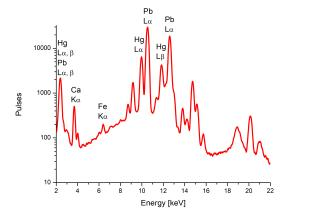 Pb
Lα
Pb
Lα
Hg
Lα, β
Pb
Lα, β
Hg
Lα
Hg
Lβ
Ca
Kα
Fe
Kα
10000
1000
100
10
Pulses
2 4 6 8 10 12 14 16 18 20 22
Energy [keV]